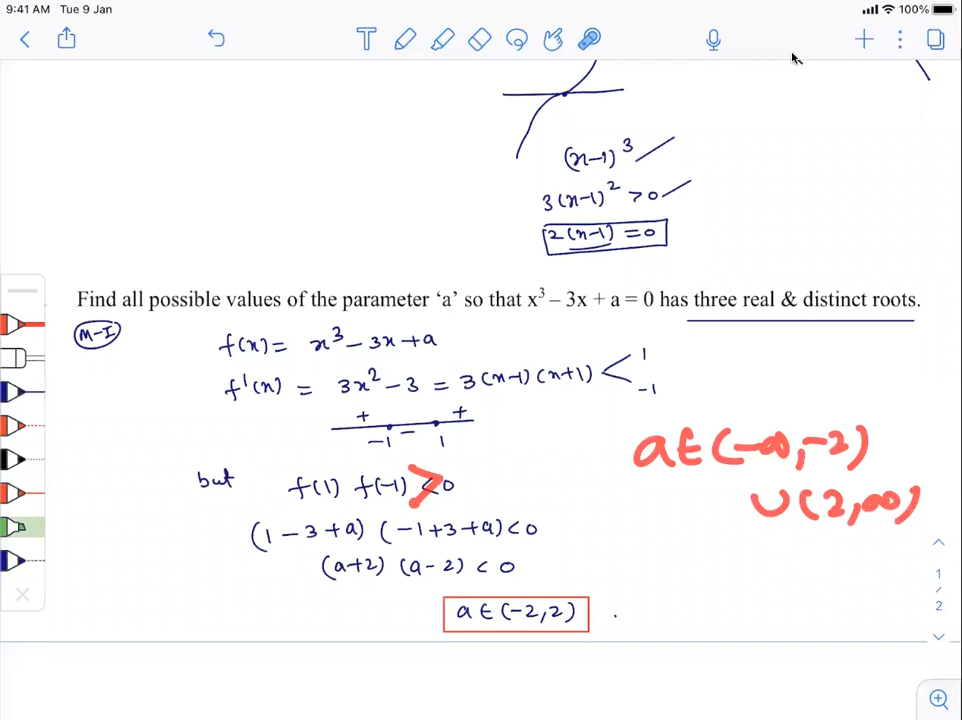 9:41 AM Tue 9 Jan
100%
(x-1)³
3(x-1)² >0
2(x-1) =0
Find all possible values of the parameter ‘a’ so that x³ – 3x + a = 0 has three real & distinct roots.
M-I
f(x) = x³-3x+a
f'(x) = 3x²-3 = 3(x-1)(x+1) < 1
-1
+ +
-1 - 1
but f(1) f(-1) < > 0
a∈(-∞,-2)
∪(2,∞)
(1-3+a) (-1+3+a)<0
(a+2) (a-2) < 0
a∈(-2,2)
1
/
2